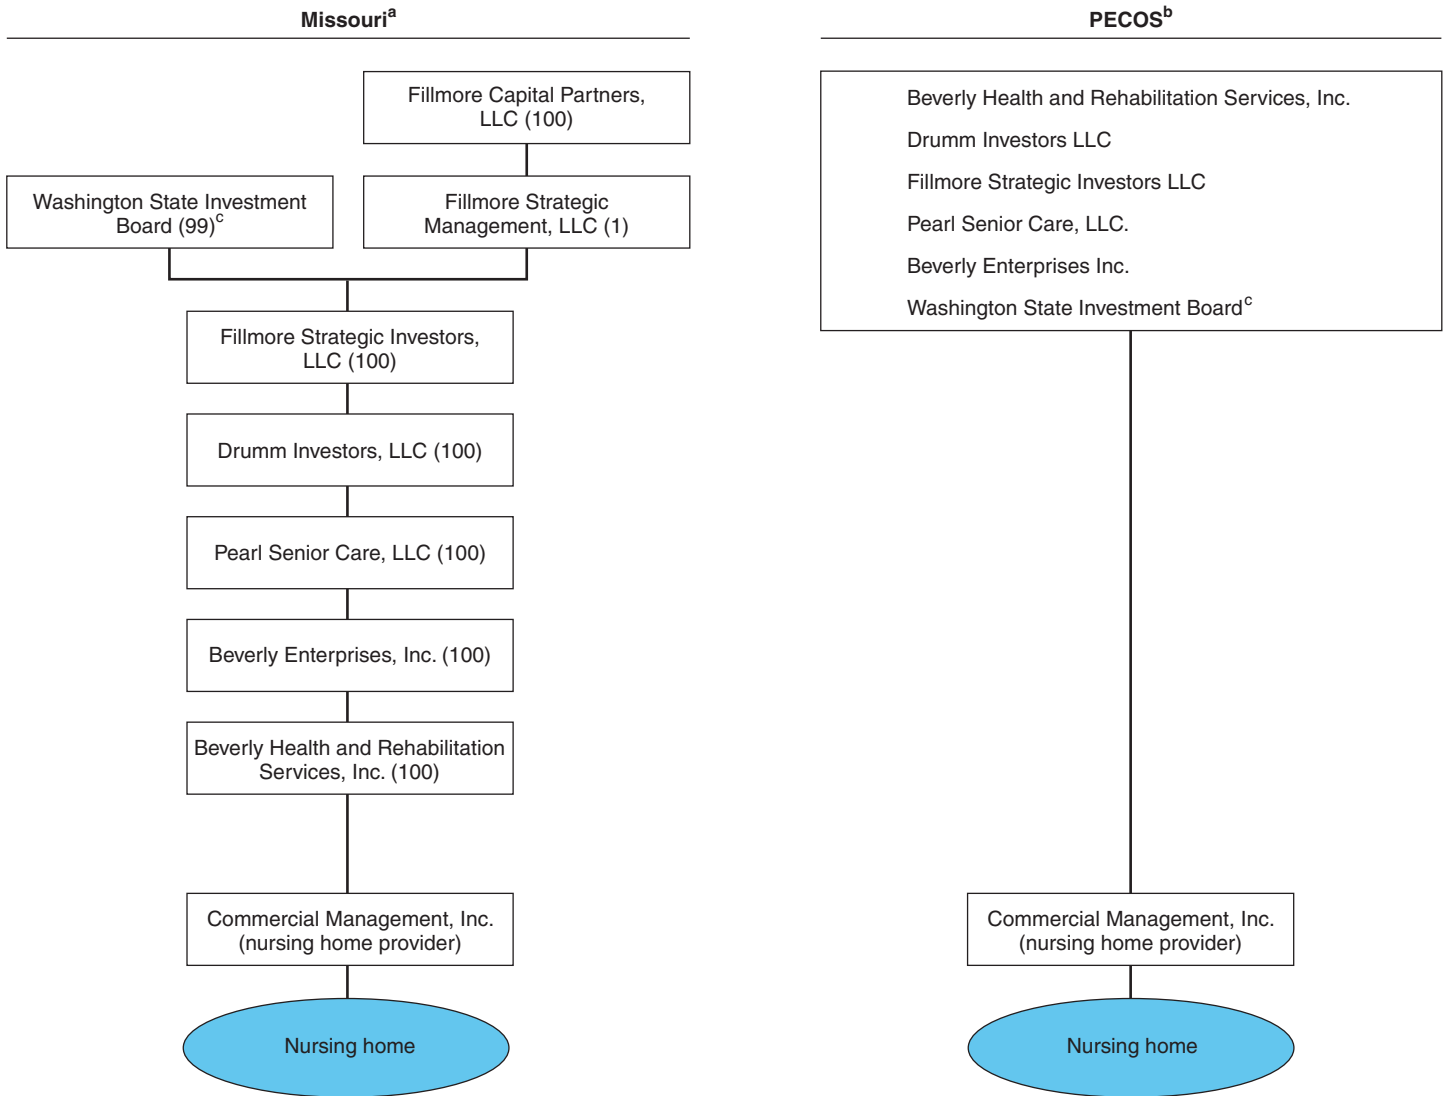 Missouri^a
Fillmore Capital Partners,
LLC (100)
Washington State Investment
Board (99)^c
Fillmore Strategic
Management, LLC (1)
Fillmore Strategic Investors,
LLC (100)
Drumm Investors, LLC (100)
Pearl Senior Care, LLC (100)
Beverly Enterprises, Inc. (100)
Beverly Health and Rehabilitation
Services, Inc. (100)
Commercial Management, Inc.
(nursing home provider)
Nursing home
PECOS^b
Beverly Health and Rehabilitation Services, Inc.
Drumm Investors LLC
Fillmore Strategic Investors LLC
Pearl Senior Care, LLC.
Beverly Enterprises Inc.
Washington State Investment Board^c
Commercial Management, Inc.
(nursing home provider)
Nursing home